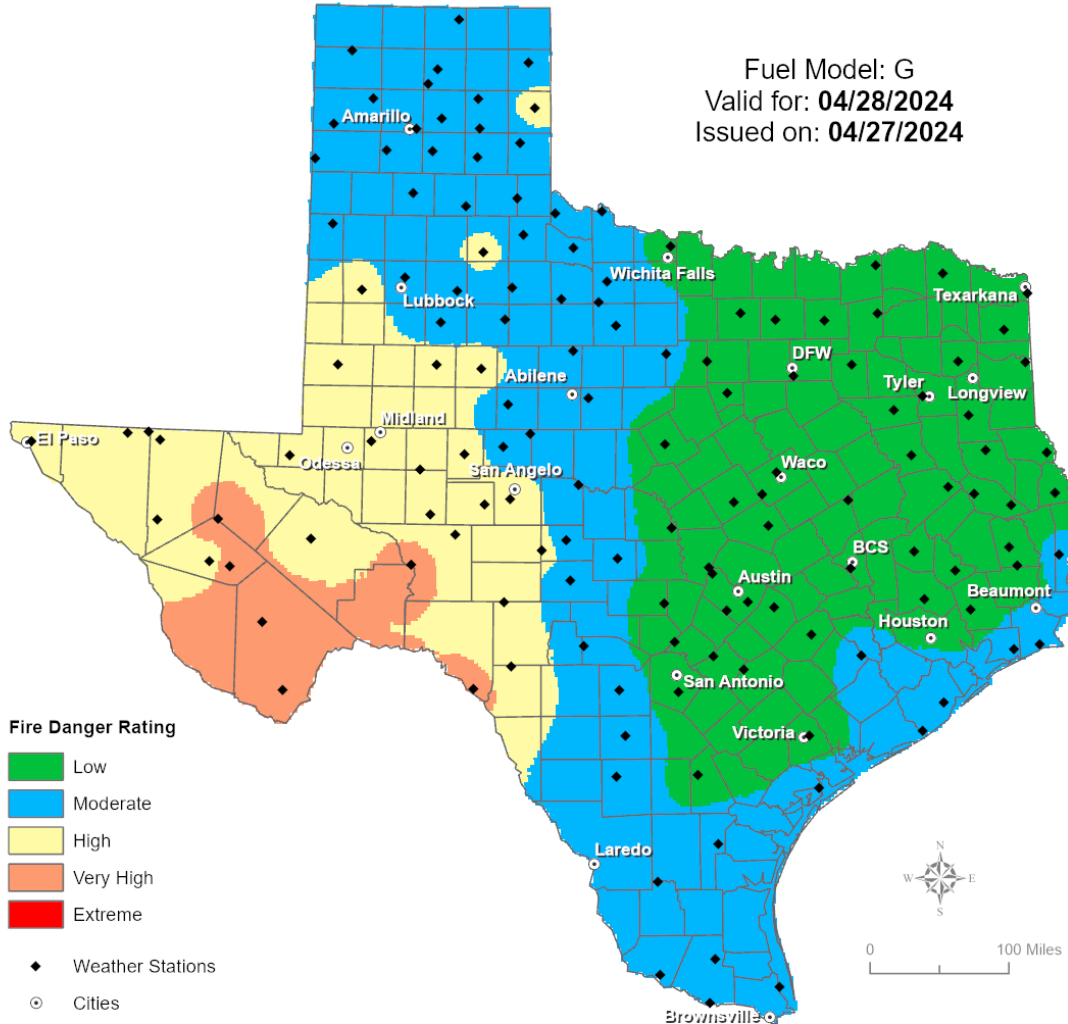 Fuel Model: G
Valid for: 04/28/2024
Issued on: 04/27/2024
Amarillo
Wichita Falls
Lubbock
Texarkana
DFW
Abilene
Tyler
Longview
Midland
El Paso
Odessa
San Angelo
Waco
BCS
Austin
Beaumont
Houston
San Antonio
Victoria
Fire Danger Rating
Low
Moderate
High
Very High
Extreme
Weather Stations
Cities
Laredo
Brownsville
N
W E
S
0 100 Miles